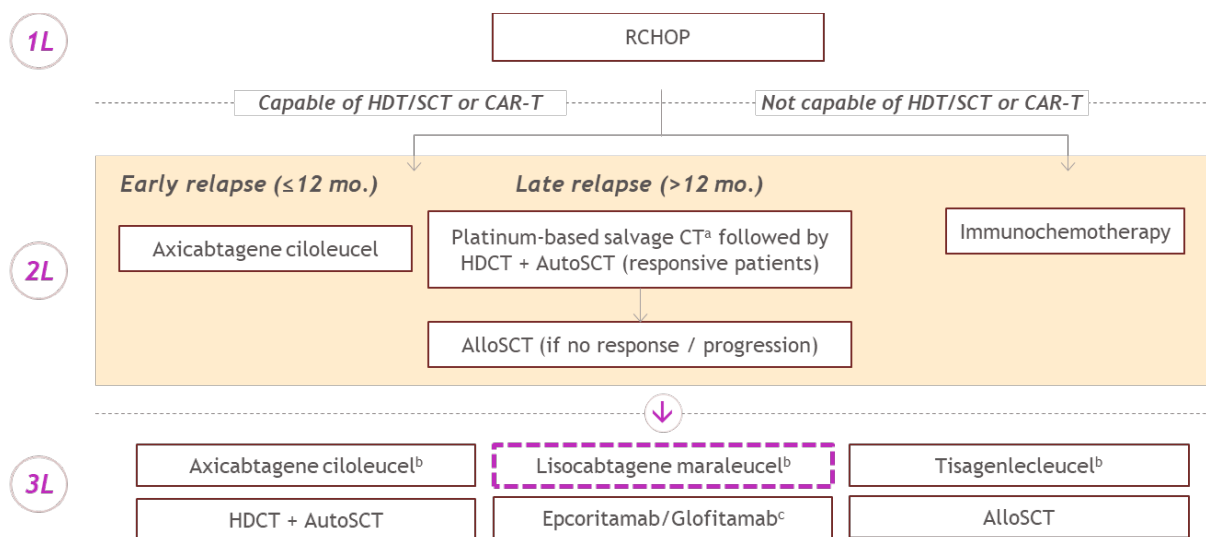 1L
RCHOP
Capable of HDT/SCT or CAR-T
Not capable of HDT/SCT or CAR-T
2L
Early relapse (≤12 mo.)
Late relapse (>12 mo.)
Axicabtagene ciloleucel
Platinum-based salvage CTᵃ followed by
HDCT + AutoSCT (responsive patients)
Immunochemotherapy
AlloSCT (if no response / progression)
3L
Axicabtagene ciloleucelᵇ
Lisocabtagene maraleucelᵇ
Tisagenlecleucelᵇ
HDCT + AutoSCT
Epcoritamab/Glofitamabᶜ
AlloSCT